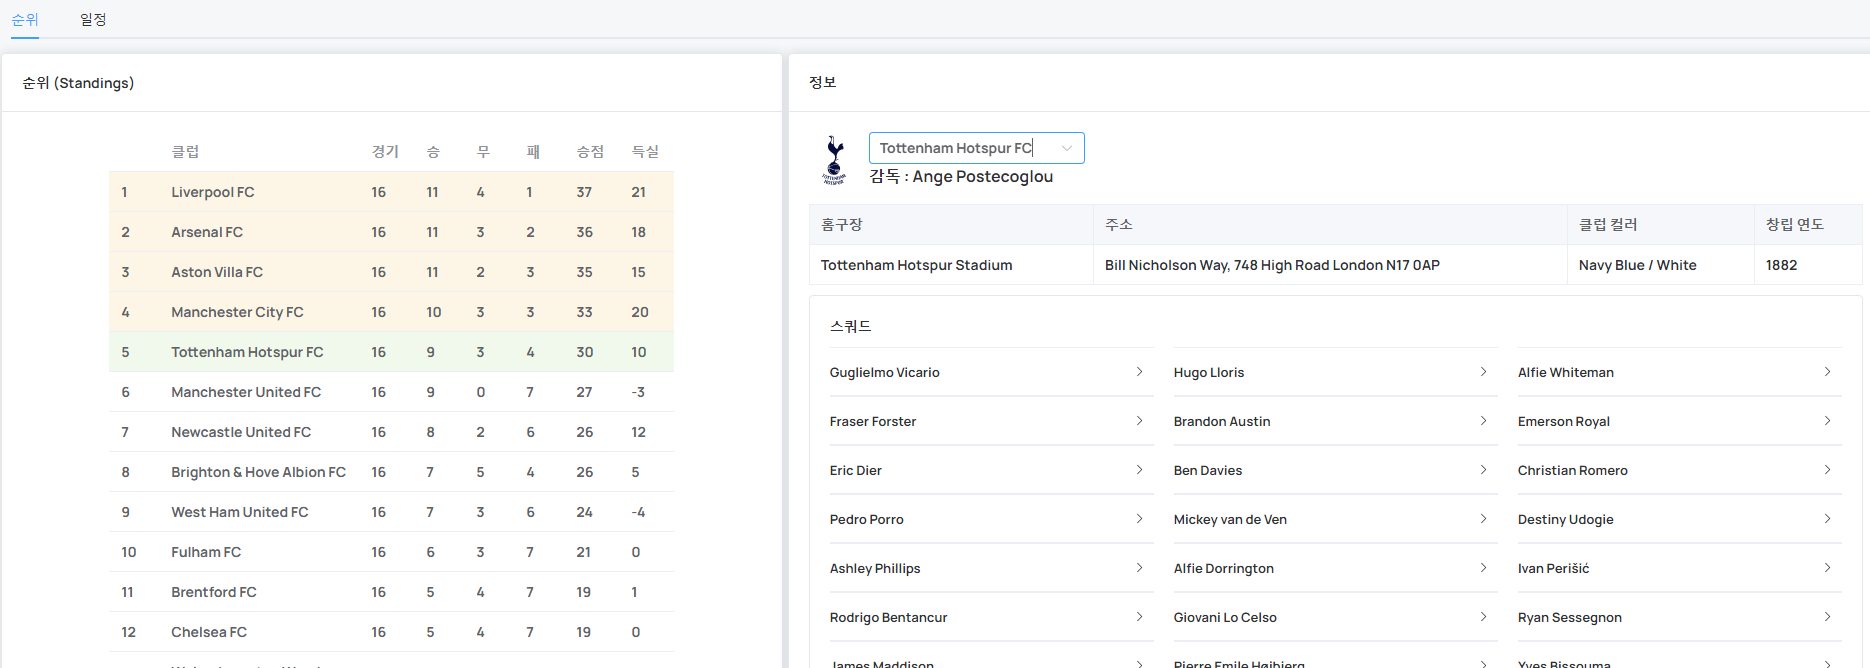 순위 일정
순위 (Standings)
클럽 경기 승 무 패 승점 득실
1 Liverpool FC 16 11 4 1 37 21
2 Arsenal FC 16 11 3 2 36 18
3 Aston Villa FC 16 11 2 3 35 15
4 Manchester City FC 16 10 3 3 33 20
5 Tottenham Hotspur FC 16 9 3 4 30 10
6 Manchester United FC 16 9 0 7 27 -3
7 Newcastle United FC 16 8 2 6 26 12
8 Brighton & Hove Albion FC 16 7 5 4 26 5
9 West Ham United FC 16 7 3 6 24 -4
10 Fulham FC 16 6 3 7 21 0
11 Brentford FC 16 5 4 7 19 1
12 Chelsea FC 16 5 4 7 19 0
정보
TOTTENHAM
HOTSPUR
Tottenham Hotspur FC
감독 : Ange Postecoglou
홈구장 주소 클럽 컬러 창립 연도
Tottenham Hotspur Stadium Bill Nicholson Way, 748 High Road London N17 0AP Navy Blue / White 1882
스쿼드
Guglielmo Vicario Hugo Lloris Alfie Whiteman
Fraser Forster Brandon Austin Emerson Royal
Eric Dier Ben Davies Christian Romero
Pedro Porro Mickey van de Ven Destiny Udogie
Ashley Phillips Alfie Dorrington Ivan Perišić
Rodrigo Bentancur Giovani Lo Celso Ryan Sessegnon
James Maddison Pierre Emile Højbjerg Yves Bissouma